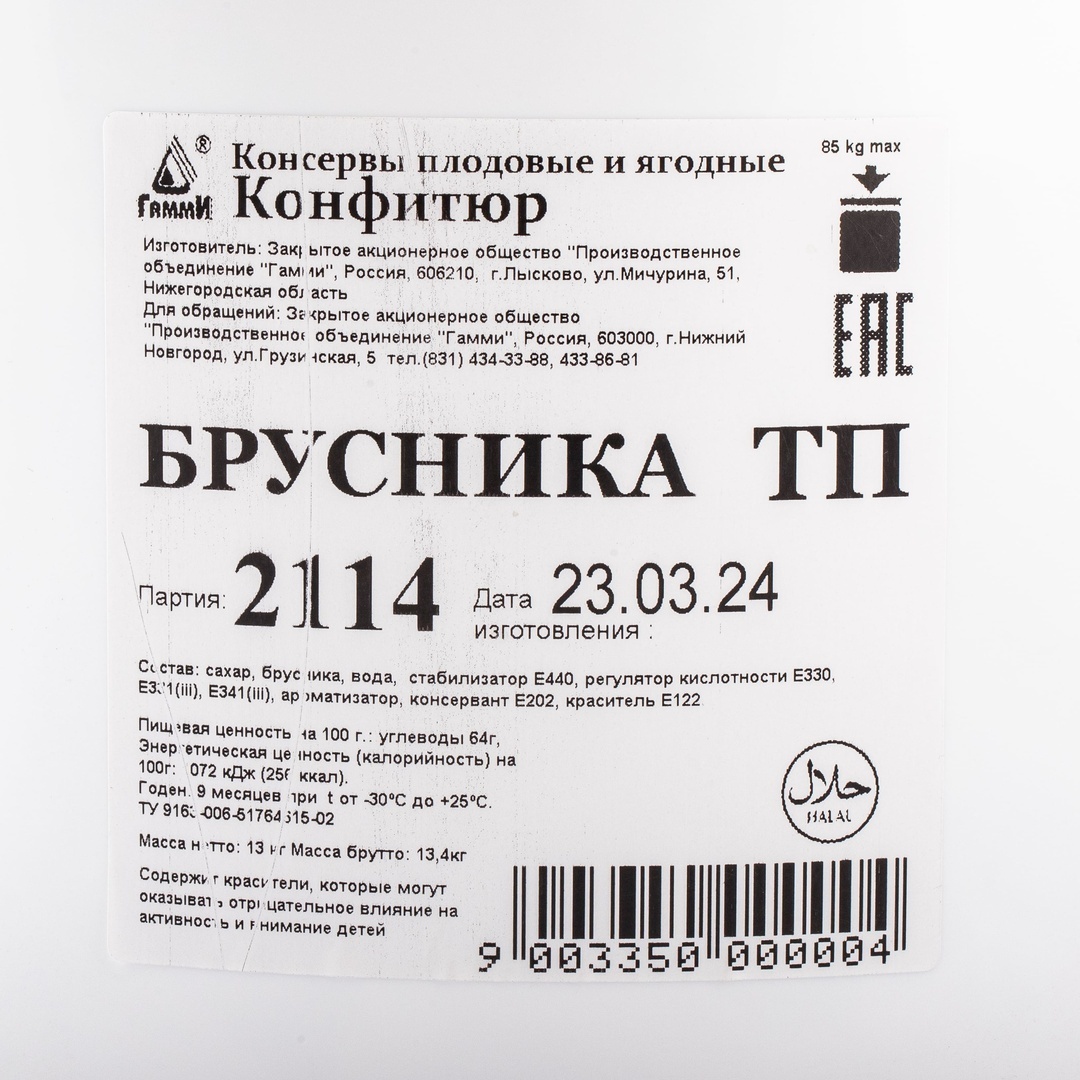 ГАММИ ®
Консервы плодовые и ягодные
85 kg max
Конфитюр
Изготовитель: Закрытое акционерное общество "Производственное
объединение "Гамми", Россия, 606210, г.Лысково, ул.Мичурина, 51,
Нижегородская область
Для обращений: Закрытое акционерное общество
"Производственное объединение "Гамми", Россия, 603000, г.Нижний
Новгород, ул.Грузинская, 5 тел.(831) 434-33-88, 433-86-81
EAC
БРУСНИКА ТП
Партия: 2114 Дата 23.03.24
изготовления :
Состав: сахар, брусника, вода, стабилизатор Е440, регулятор кислотности Е330,
Е331(iii), Е341(iii), ароматизатор, консервант Е202, краситель Е122
Пищевая ценность на 100 г.: углеводы 64г,
Энергетическая ценность (калорийность) на
100г: 072 кДж (256 ккал).
Годен 9 месяцев при t от -30°С до +25°С.
ТУ 9163-006-51764615-02
Масса нетто: 13 кг Масса брутто: 13,4кг
Содержит красители, которые могут
оказывать отрицательное влияние на
активность и внимание детей
حلال
HALAL
9 003350 000004